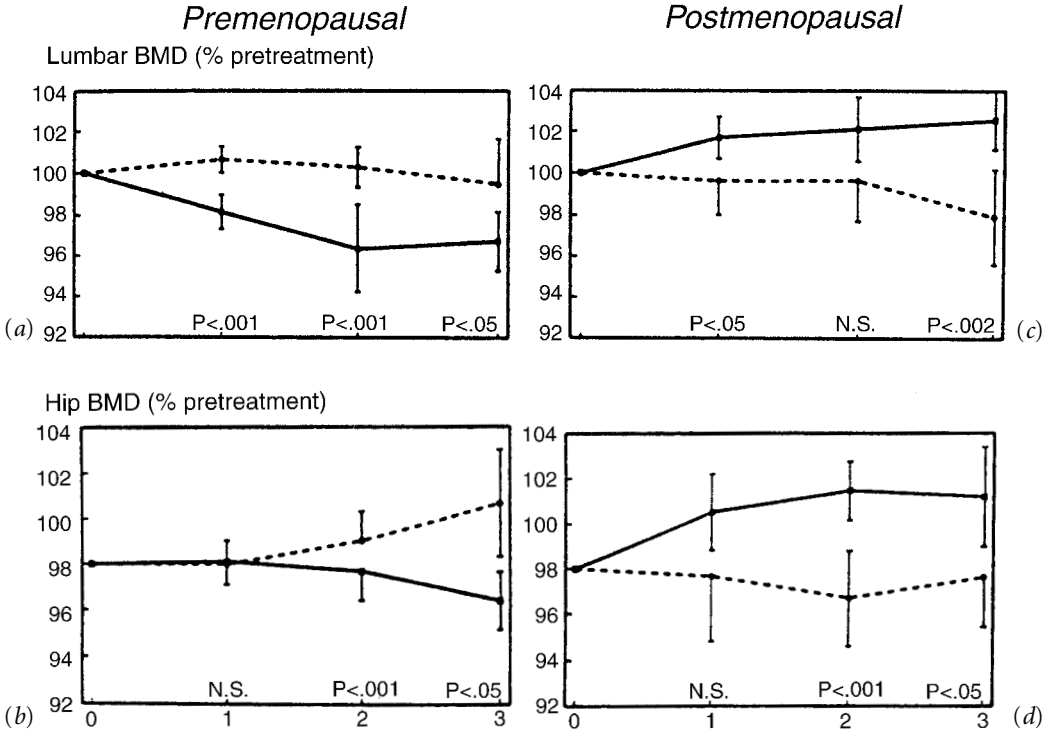 Premenopausal
Postmenopausal
Lumbar BMD (% pretreatment)
104
102
100
98
96
94
92
P<.001 P<.001 P<.05
(a)
104
102
100
98
96
94
92
P<.05 N.S. P<.002
(c)
Hip BMD (% pretreatment)
104
102
100
98
96
94
92
N.S. P<.001 P<.05
0 1 2 3
(b)
104
102
100
98
96
94
92
N.S. P<.001 P<.05
0 1 2 3
(d)